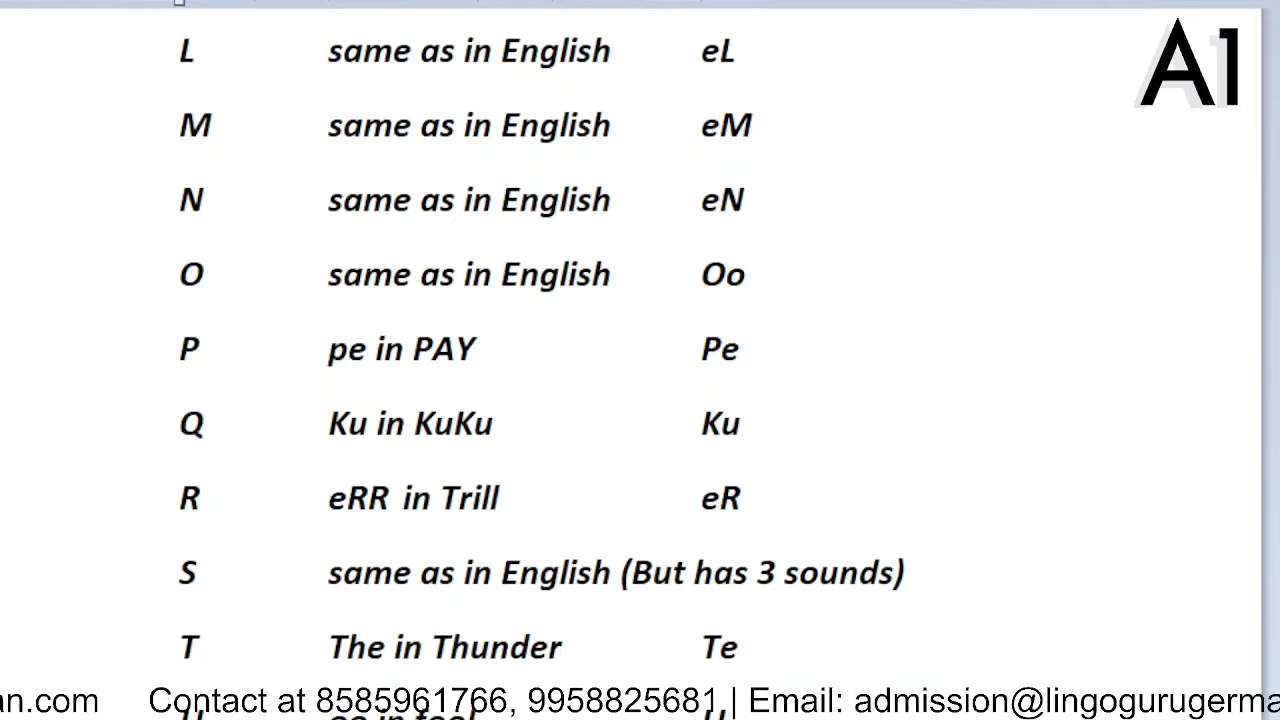 A1
L same as in English eL
M same as in English eM
N same as in English eN
O same as in English Oo
P pe in PAY Pe
Q Ku in KuKu Ku
R eRR in Trill eR
S same as in English (But has 3 sounds)
T The in Thunder Te
an.com Contact at 8585961766, 9958825681 | Email: admission@lingogurugerma